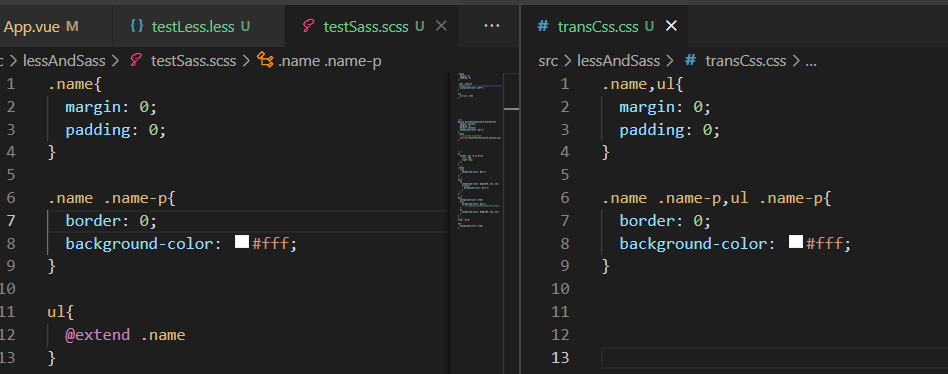 App.vue M
{} testLess.less U
testSass.scss U
...
# transCss.css U
: > lessAndSass > testSass.scss > .name .name-p
1 .name{
2 margin: 0;
3 padding: 0;
4 }
5
6 .name .name-p{
7 border: 0;
8 background-color: #fff;
9 }
10
11 ul{
12 @extend .name
13 }
src > lessAndSass > # transCss.css > ...
1 .name,ul{
2 margin: 0;
3 padding: 0;
4 }
5
6 .name .name-p,ul .name-p{
7 border: 0;
8 background-color: #fff;
9 }
10
11
12
13